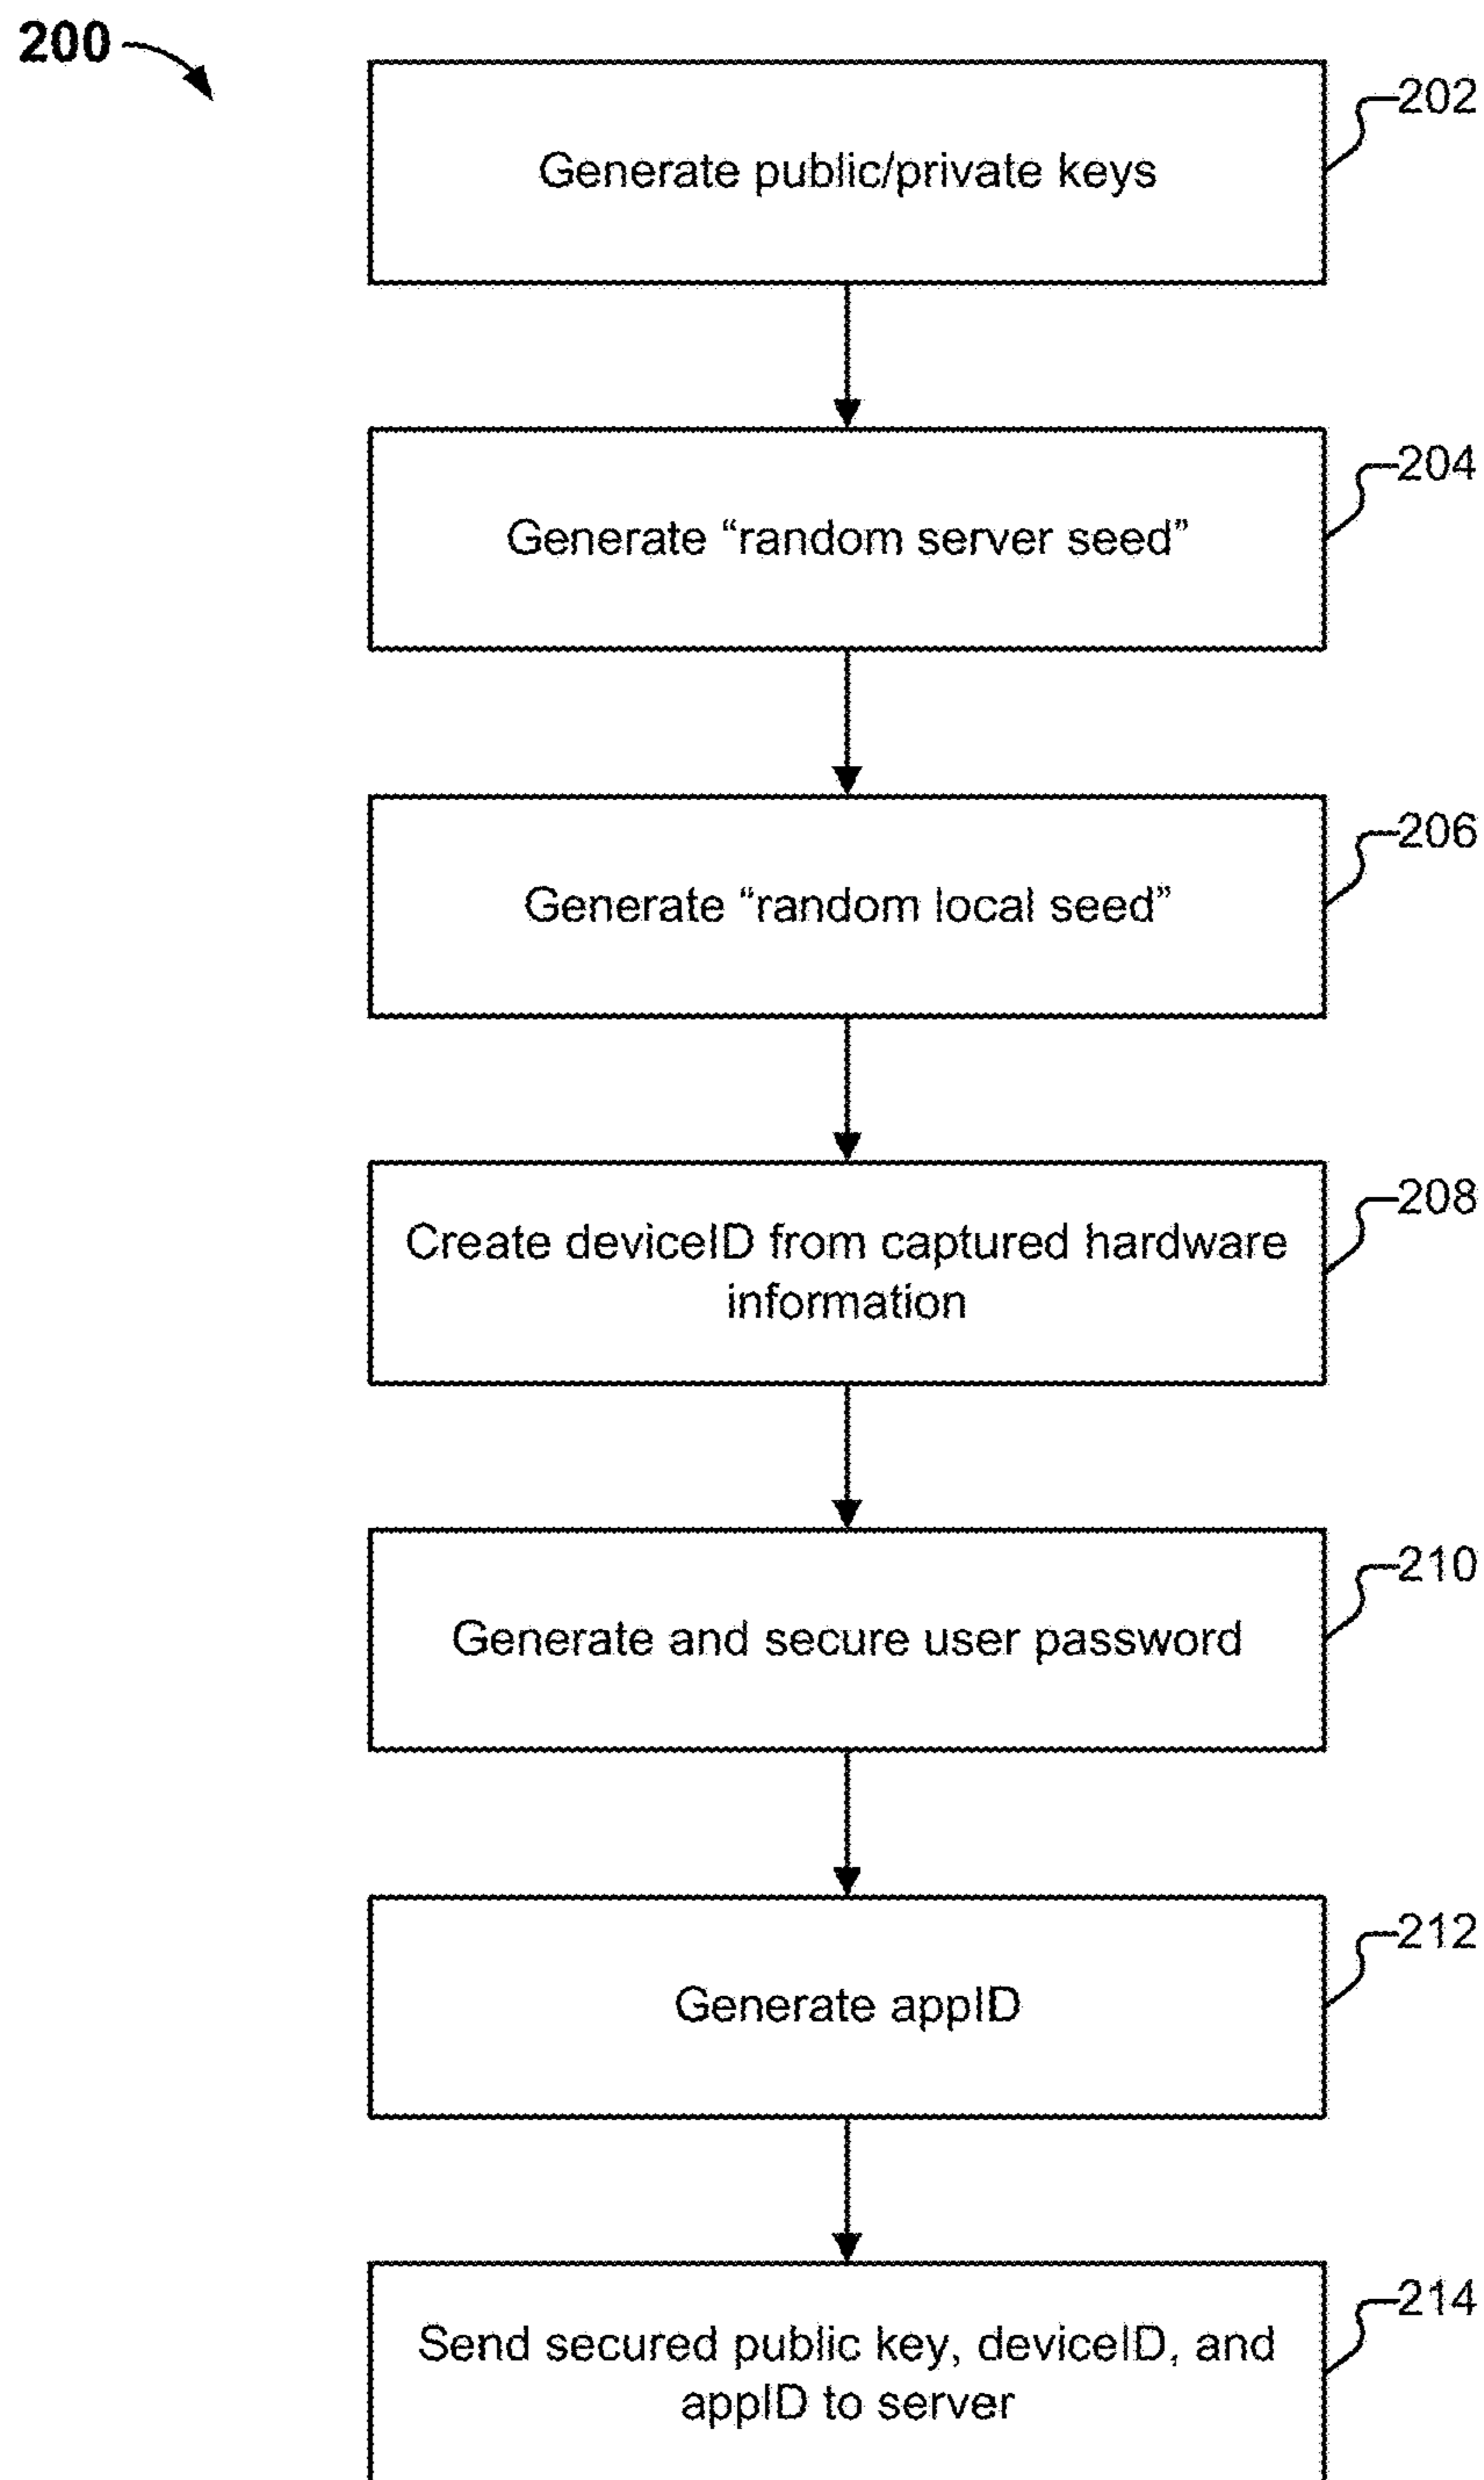 200
202
Generate public/private keys
204
Generate “random server seed”
206
Generate “random local seed”
208
Create deviceID from captured hardware
information
210
Generate and secure user password
212
Generate appID
214
Send secured public key, deviceID, and
appID to server